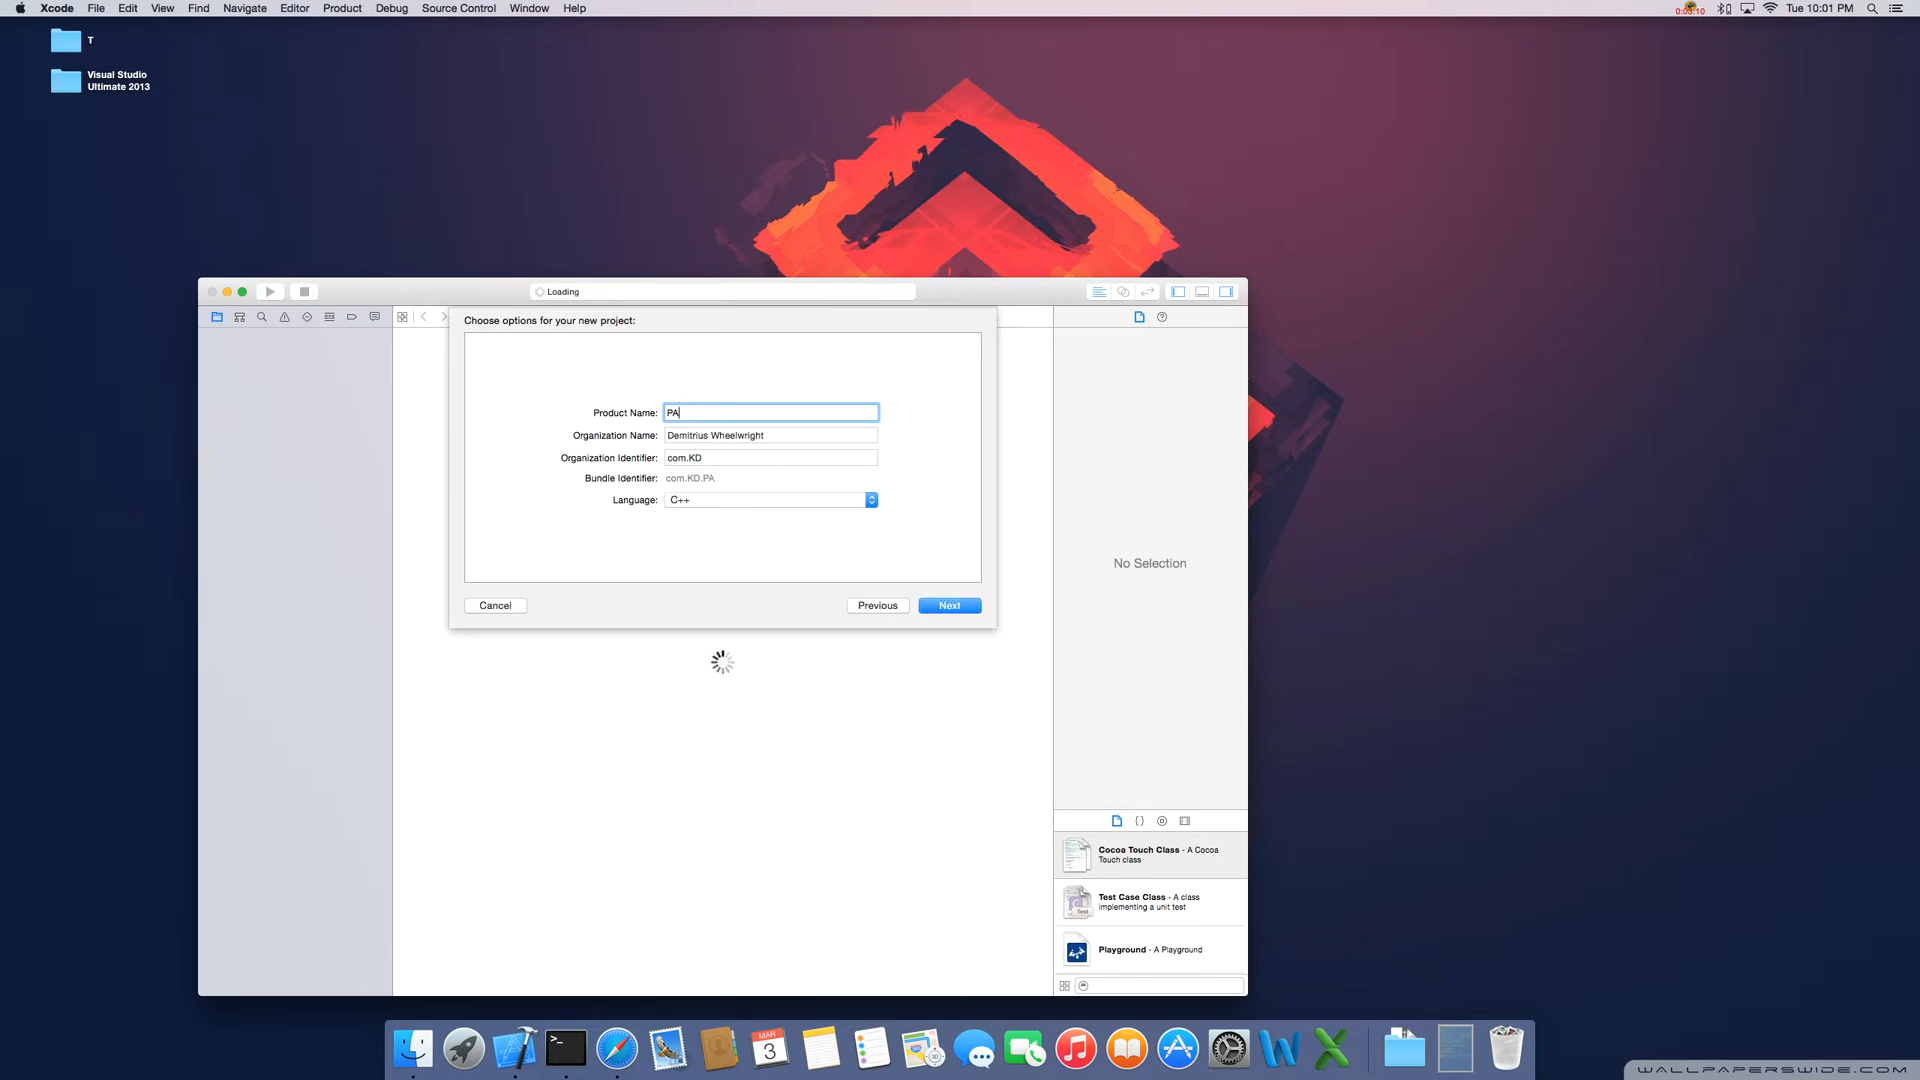 Xcode File Edit View Find Navigate Editor Product Debug Source Control Window Help
Tue 10:01 PM
T
Visual Studio
Ultimate 2013
Loading
Choose options for your new project:
Product Name: PA
Organization Name: Demitrius Wheelwright
Organization Identifier: com.KD
Bundle Identifier: com.KD.PA
Language: C++
Cancel Previous Next
No Selection
{}
Cocoa Touch Class - A Cocoa
Touch class
Test
Test Case Class - A class
implementing a unit test
Playground - A Playground
>_
MAR
3
3D
W
X
WALLPAPERSWIDE.COM